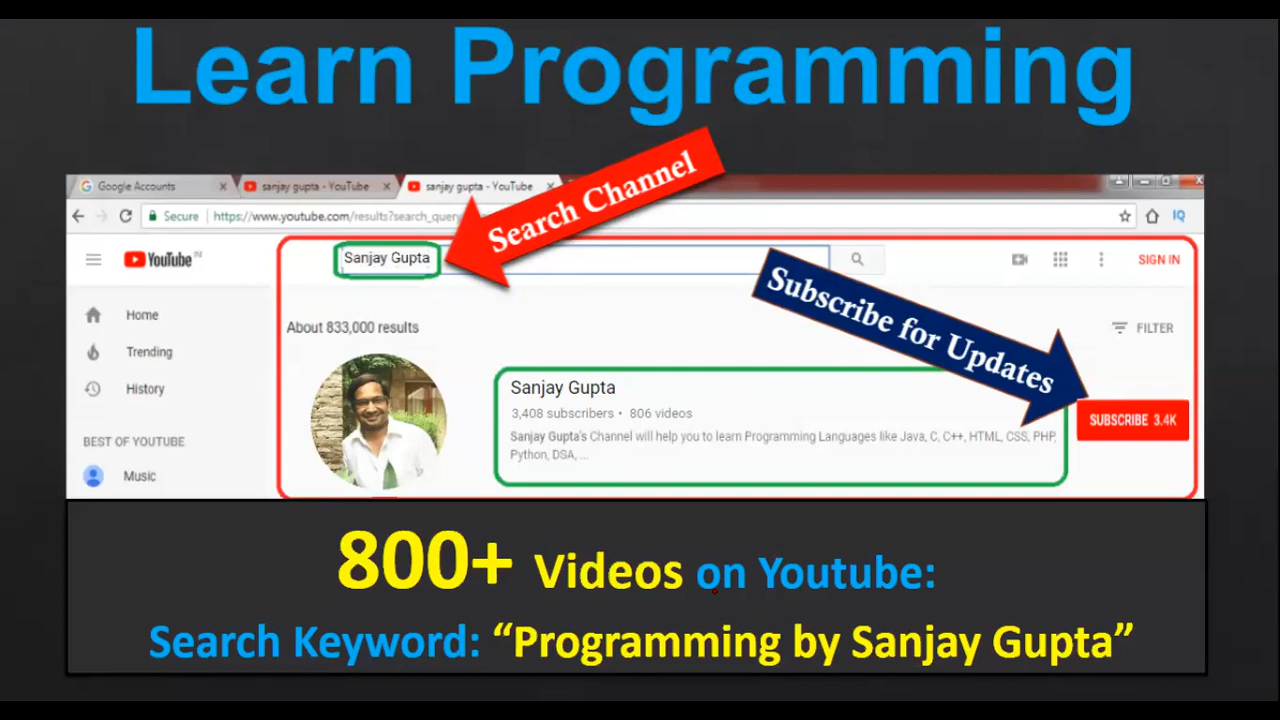 Learn Programming
Search Channel
Google Accounts
sanjay gupta - YouTube
sanjay gupta - YouTube
Secure
https://www.youtube.com/results?search_query
IQ
YouTube IN
Sanjay Gupta
SIGN IN
Subscribe for Updates
Home
About 833,000 results
FILTER
Trending
History
Sanjay Gupta
3,408 subscribers • 806 videos
SUBSCRIBE 3.4K
Sanjay Gupta's Channel will help you to learn Programming Languages like Java, C, C++, HTML, CSS, PHP,
Python, DSA, ...
BEST OF YOUTUBE
Music
800+ Videos on Youtube:
Search Keyword: “Programming by Sanjay Gupta”